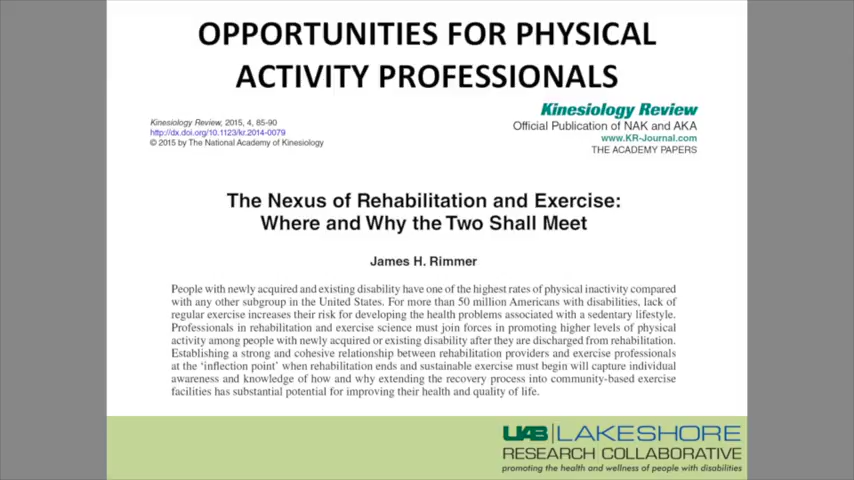 OPPORTUNITIES FOR PHYSICAL
ACTIVITY PROFESSIONALS
Kinesiology Review
Official Publication of NAK and AKA
www.KR-Journal.com
THE ACADEMY PAPERS
Kinesiology Review, 2015, 4, 85-90
http://dx.doi.org/10.1123/kr.2014-0079
© 2015 by The National Academy of Kinesiology
The Nexus of Rehabilitation and Exercise:
Where and Why the Two Shall Meet
James H. Rimmer
People with newly acquired and existing disability have one of the highest rates of physical inactivity compared
with any other subgroup in the United States. For more than 50 million Americans with disabilities, lack of
regular exercise increases their risk for developing the health problems associated with a sedentary lifestyle.
Professionals in rehabilitation and exercise science must join forces in promoting higher levels of physical
activity among people with newly acquired or existing disability after they are discharged from rehabilitation.
Establishing a strong and cohesive relationship between rehabilitation providers and exercise professionals
at the ‘inflection point’ when rehabilitation ends and sustainable exercise must begin will capture individual
awareness and knowledge of how and why extending the recovery process into community-based exercise
facilities has substantial potential for improving their health and quality of life.
UAB | LAKESHORE
RESEARCH COLLABORATIVE
promoting the health and wellness of people with disabilities